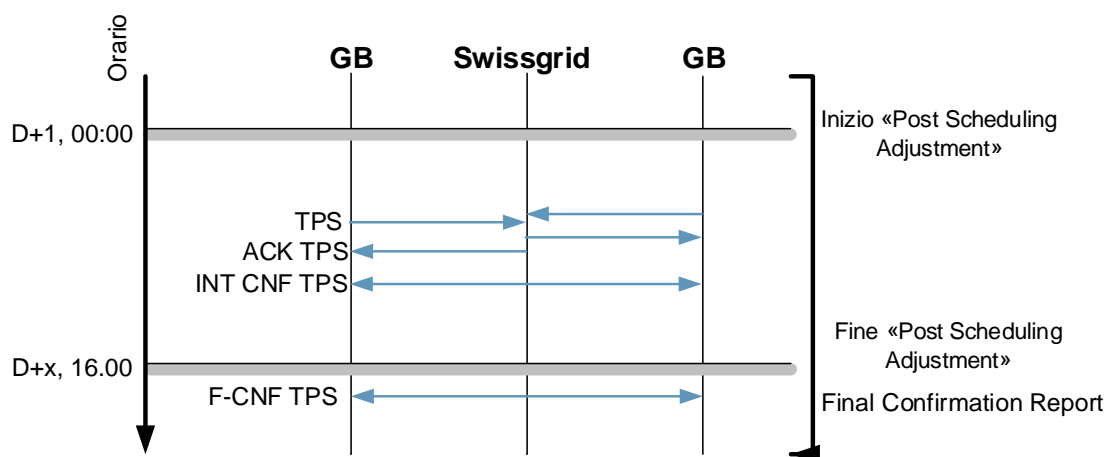 Orario
GB
Swissgrid
GB
D+1, 00:00
Inizio «Post Scheduling
Adjustment»
TPS
ACK TPS
INT CNF TPS
Fine «Post Scheduling
Adjustment»
D+x, 16.00
F-CNF TPS
Final Confirmation Report